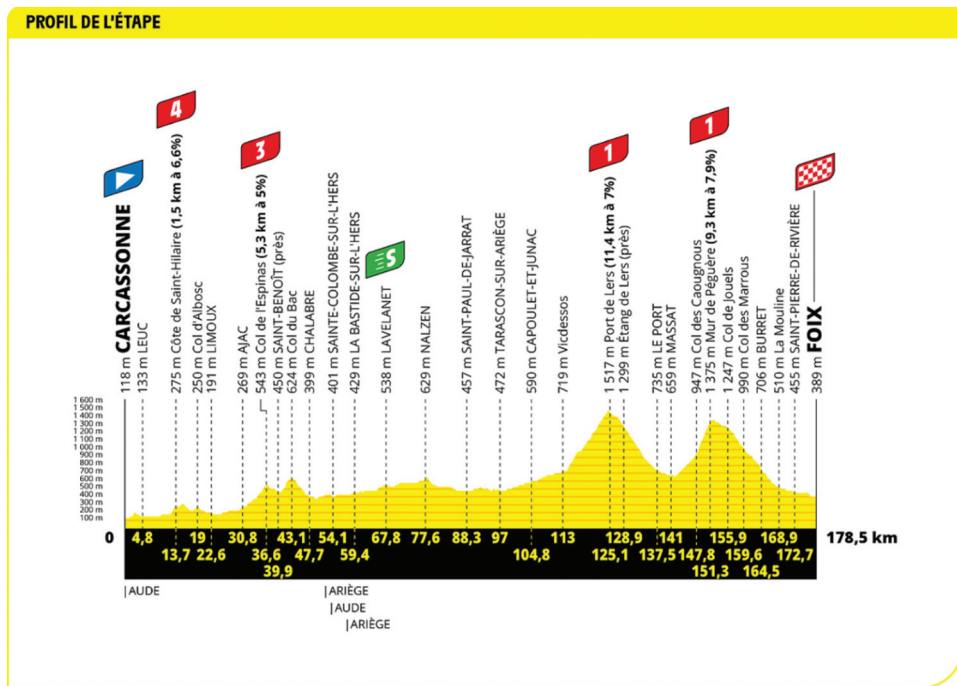 PROFIL DE L'ÉTAPE
4
3
S
1
1
118 m CARCASSONNE
133 m LEUC
275 m Côte de Saint-Hilaire (1,5 km à 6,6%)
250 m Col d'Albosc
191 m LIMOUX
269 m AJAC
543 m Col de l'Espinas (5,3 km à 5%)
450 m SAINT-BENOÎT (près)
624 m Col du Bac
399 m CHALABRE
401 m SAINTE-COLOMBE-SUR-L'HERS
429 m LA BASTIDE-SUR-L'HERS
538 m LAVELANET
629 m NALZEN
457 m SAINT-PAUL-DE-JARRAT
472 m TARASCON-SUR-ARIÈGE
590 m CAPOULET-ET-JUNAC
719 m Vicdessos
1 517 m Port de Lers (11,4 km à 7%)
1 299 m Étang de Lers (près)
735 m LE PORT
659 m MASSAT
947 m Col des Caougnous
1 375 m Mur de Péguère (9,3 km à 7,9%)
1 247 m Col de Jouels
990 m Col des Marrous
706 m BURRET
510 m La Mouline
455 m SAINT-PIERRE-DE-RIVIÈRE
389 m FOIX
1 600 m
1 500 m
1 400 m
1 300 m
1 200 m
1 100 m
1 000 m
900 m
800 m
700 m
600 m
500 m
400 m
300 m
200 m
100 m
0 4,8 19 30,8 43,1 54,1 67,8 77,6 88,3 97 113 128,9 141 155,9 168,9 178,5 km
13,7 22,6 36,6 47,7 59,4 104,8 125,1 137,5 147,8 159,6 172,7
39,9 151,3 164,5
|AUDE |ARIÈGE
|AUDE
|ARIÈGE